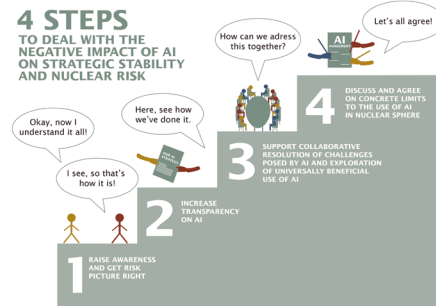 4 STEPS
TO DEAL WITH THE
NEGATIVE IMPACT OF AI
ON STRATEGIC STABILITY
AND NUCLEAR RISK
Okay, now I
understand it all!
I see, so that's
how it is!
Here, see how
we've done it.
How can we adress
this together?
Let's all agree!
AI
AGREEMENT
1
RAISE AWARENESS
AND GET RISK
PICTURE RIGHT
2
INCREASE
TRANSPARENCY
ON AI
3
SUPPORT COLLABORATIVE
RESOLUTION OF CHALLENGES
POSED BY AI AND EXPLORATION
OF UNIVERSALLY BENEFICIAL
USE OF AI
4
DISCUSS AND AGREE
ON CONCRETE LIMITS
TO THE USE OF AI
IN NUCLEAR SPHERE